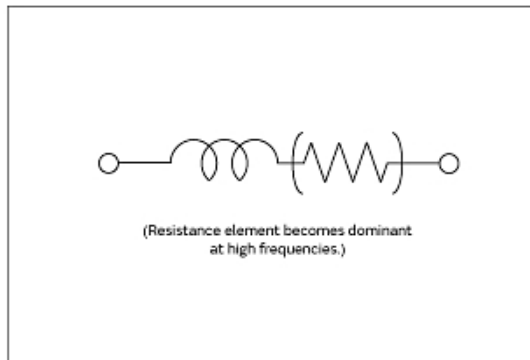 (Resistance element becomes dominant
at high frequencies.)